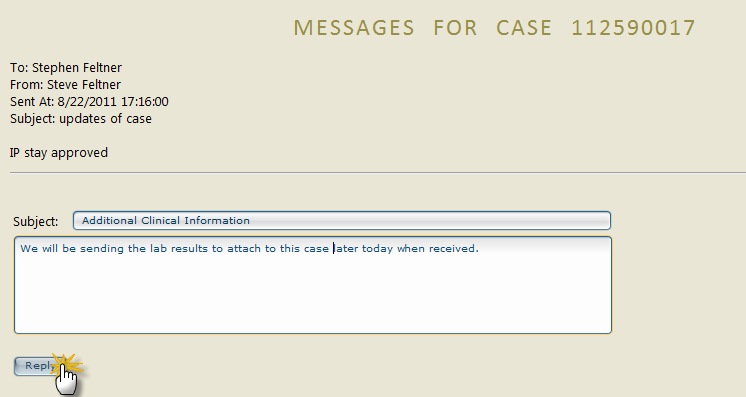 MESSAGES FOR CASE 112590017
To: Stephen Feltner
From: Steve Feltner
Sent At: 8/22/2011 17:16:00
Subject: updates of case
IP stay approved
Subject: Additional Clinical Information
We will be sending the lab results to attach to this case later today when received.
Reply